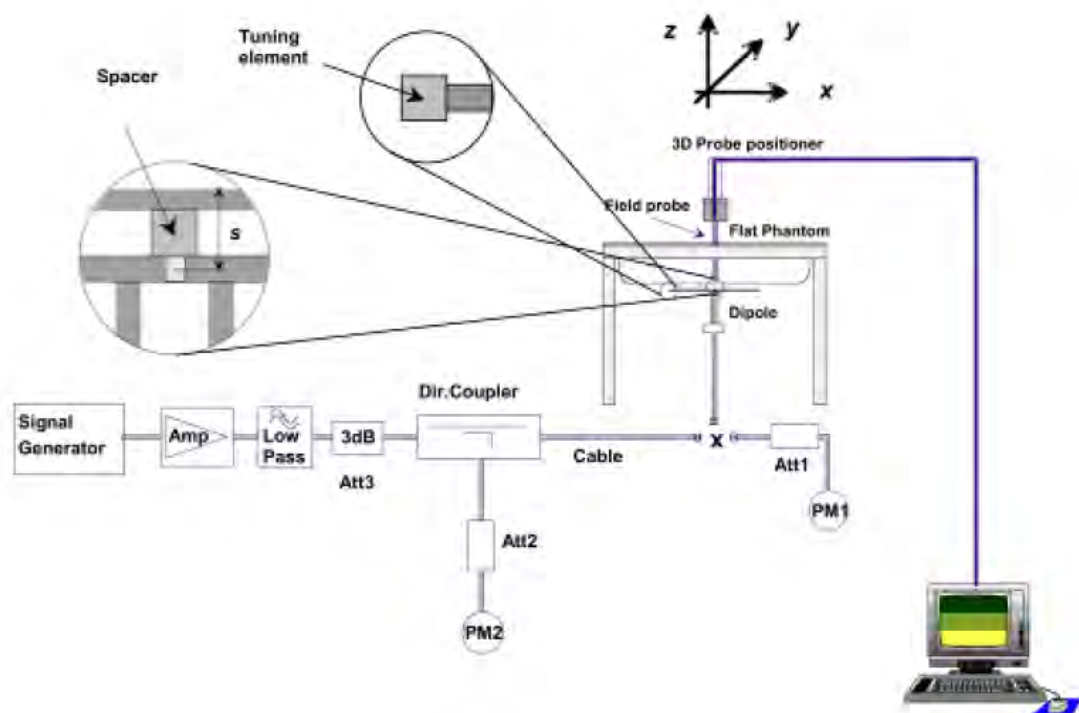 Tuning
element
Spacer
z
y
x
3D Probe positioner
Field probe
Flat Phantom
s
Dipole
Dir.Coupler
Signal
Generator
Amp
Low
Pass
3dB
Att3
Cable
x
Att1
PM1
Att2
PM2